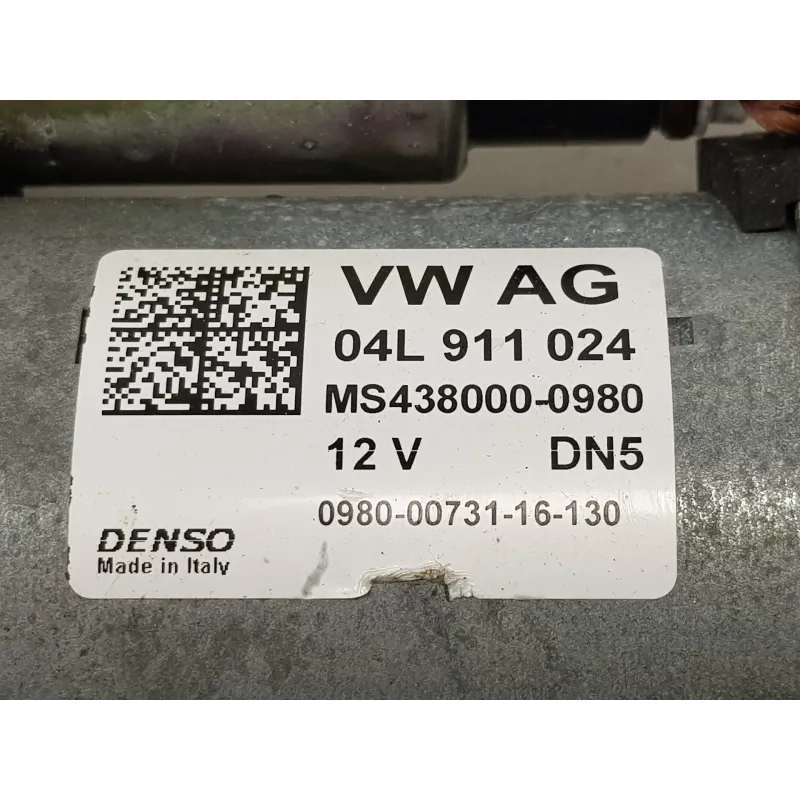 VW AG
04L 911 024
MS438000-0980
12 V DN5
0980-00731-16-130
DENSO
Made in Italy